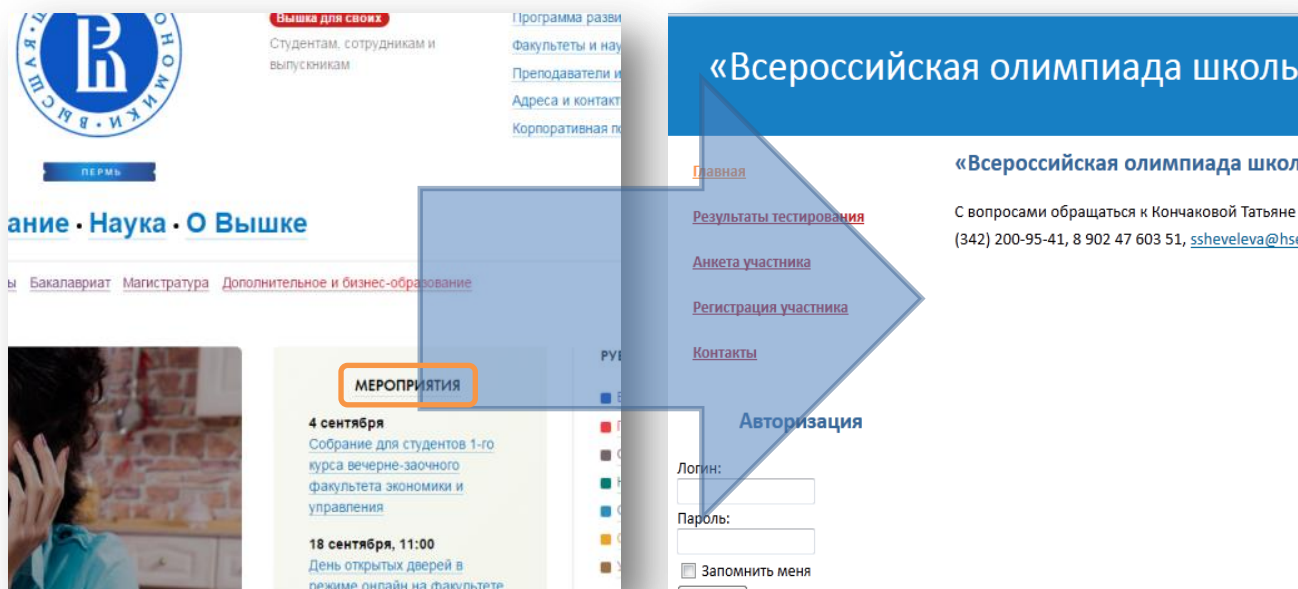 Вышка для своих
Студентам, сотрудникам и
выпускникам
Программа разви
Факультеты и нау
Преподаватели и
Адреса и контакт
Корпоративная по
ПЕРМЬ
ание · Наука · О Вышке
ы Бакалавриат Магистратура Дополнительное и бизнес-образование
МЕРОПРИЯТИЯ
4 сентября
Собрание для студентов 1-го
курса вечерне-заочного
факультета экономики и
управления
18 сентября, 11:00
День открытых дверей в
режиме онлайн на факультете
РУБ
«Всероссийская олимпиада школь
Главная
Результаты тестирования
Анкета участника
Регистрация участника
Контакты
Авторизация
Логин:
Пароль:
Запомнить меня
«Всероссийская олимпиада школ
С вопросами обращаться к Кончаковой Татьяне
(342) 200-95-41, 8 902 47 603 51, ssheveleva@hse